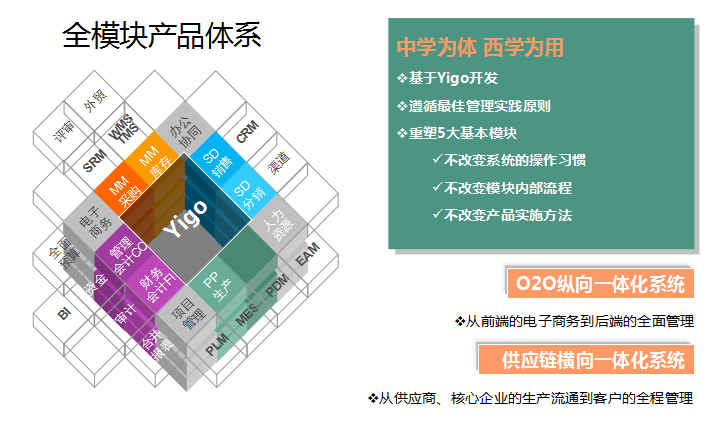 全模块产品体系
外贸
评审
WMS
TMS
SRM
办公
协同
CRM
MM
库存
SD
销售
渠道
MM
采购
SD
分销
电子
商务
Yigo
人力
资源
全面
预算
管理
会计CO
EAM
资金
财务
会计FI
PP
生产
PDM
BI
审计
项目
管理
MES
合并
报表
PLM
中学为体 西学为用
❖基于Yigo开发
❖遵循最佳管理实践原则
❖重塑5大基本模块
✓不改变系统的操作习惯
✓不改变模块内部流程
✓不改变产品实施方法
O2O纵向一体化系统
❖从前端的电子商务到后端的全面管理
供应链横向一体化系统
❖从供应商、核心企业的生产流通到客户的全程管理